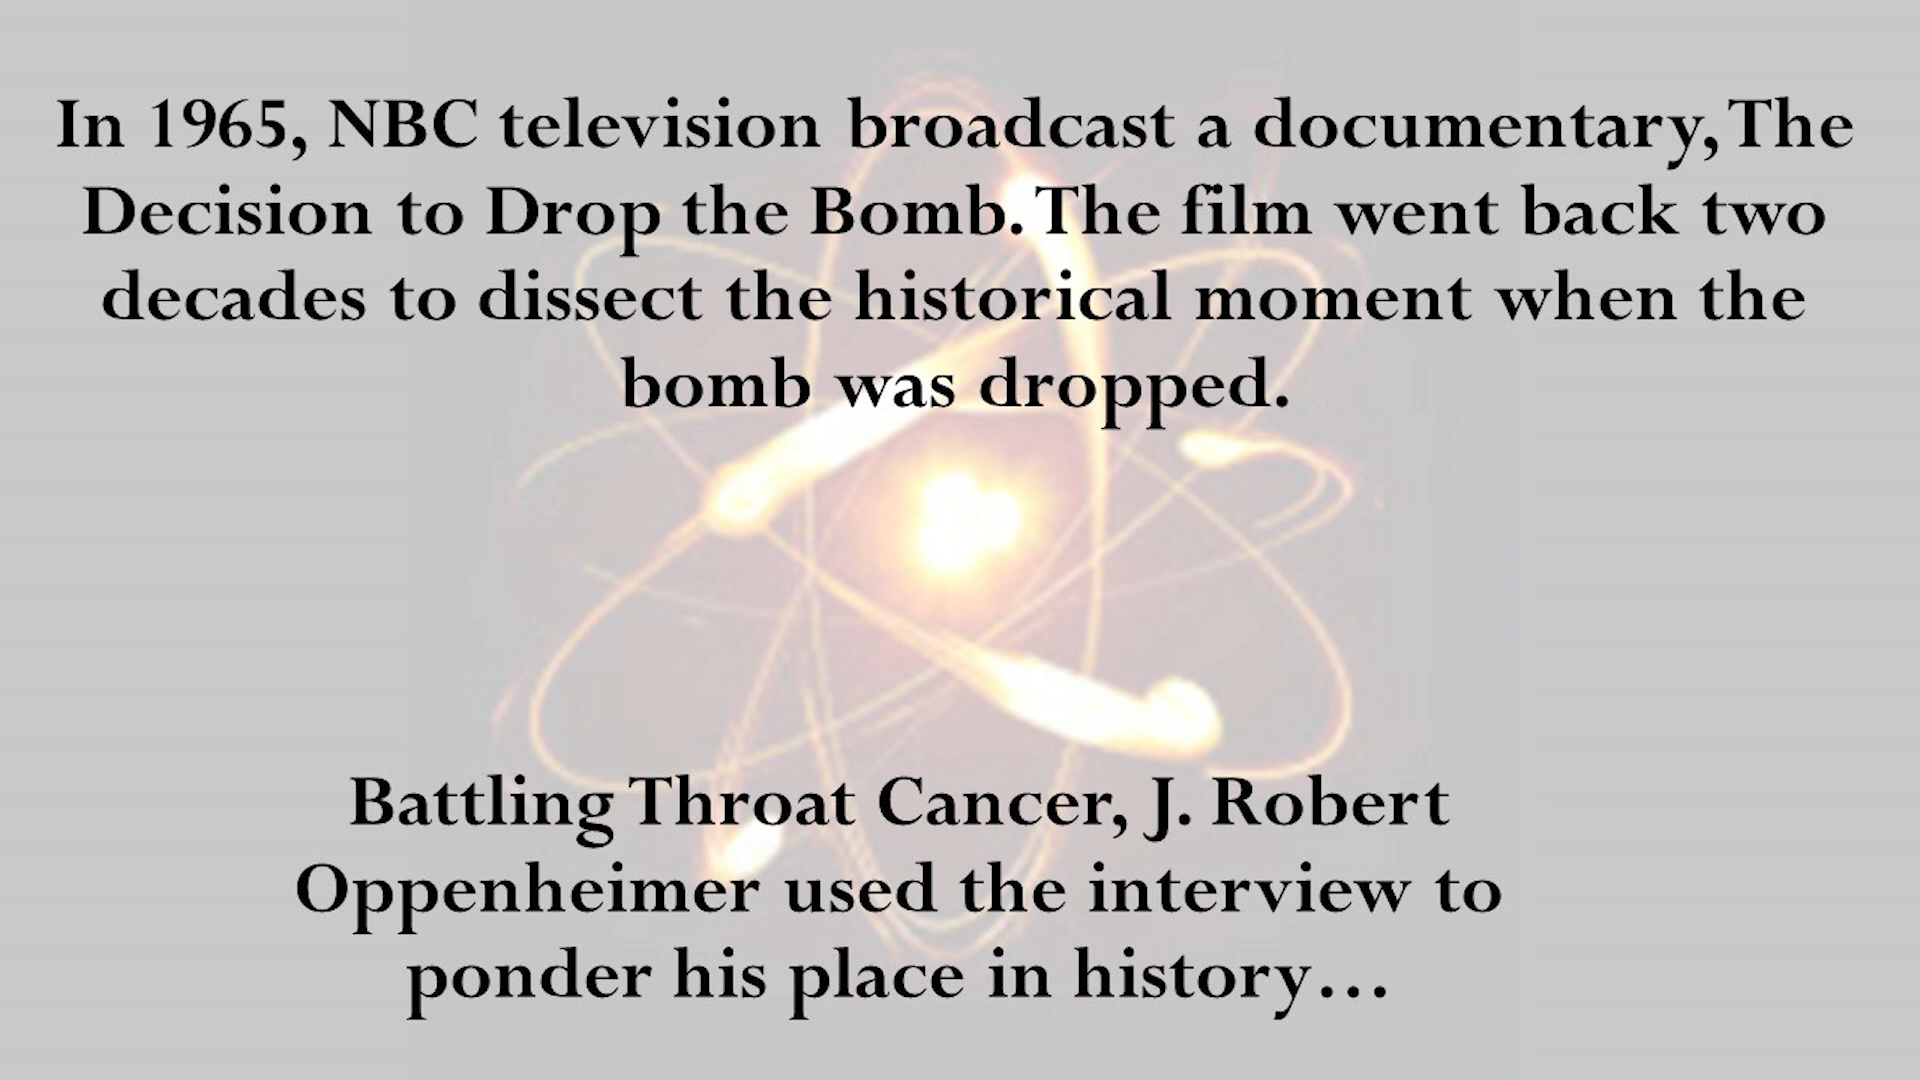 In 1965, NBC television broadcast a documentary, The
Decision to Drop the Bomb. The film went back two
decades to dissect the historical moment when the
bomb was dropped.
Battling Throat Cancer, J. Robert
Oppenheimer used the interview to
ponder his place in history…